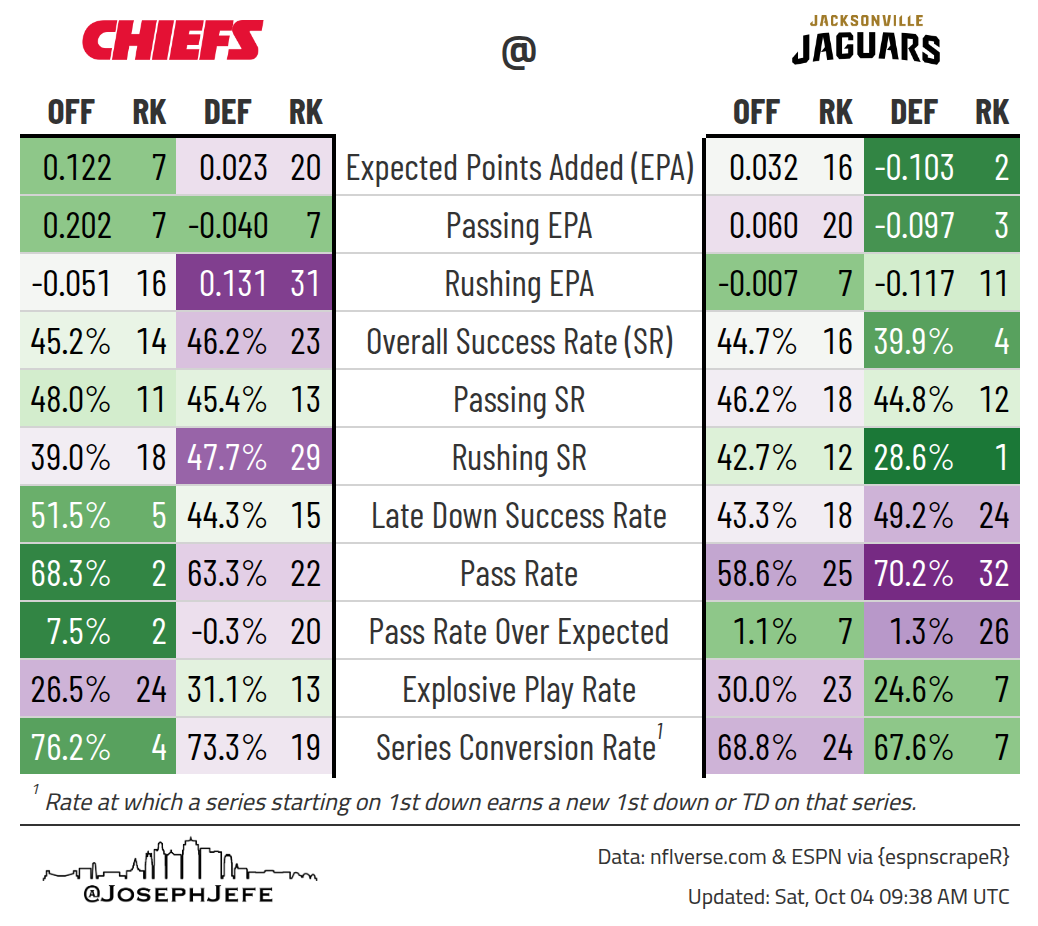 CHIEFS @ JACKSONVILLE JAGUARS
OFF RK DEF RK OFF RK DEF RK
0.122 7 0.023 20 Expected Points Added (EPA) 0.032 16 -0.103 2
0.202 7 -0.040 7 Passing EPA 0.060 20 -0.097 3
-0.051 16 0.131 31 Rushing EPA -0.007 7 -0.117 11
45.2% 14 46.2% 23 Overall Success Rate (SR) 44.7% 16 39.9% 4
48.0% 11 45.4% 13 Passing SR 46.2% 18 44.8% 12
39.0% 18 47.7% 29 Rushing SR 42.7% 12 28.6% 1
51.5% 5 44.3% 15 Late Down Success Rate 43.3% 18 49.2% 24
68.3% 2 63.3% 22 Pass Rate 58.6% 25 70.2% 32
7.5% 2 -0.3% 20 Pass Rate Over Expected 1.1% 7 1.3% 26
26.5% 24 31.1% 13 Explosive Play Rate 30.0% 23 24.6% 7
76.2% 4 73.3% 19 Series Conversion Rate¹ 68.8% 24 67.6% 7
¹ Rate at which a series starting on 1st down earns a new 1st down or TD on that series.
@JosephJefe
Data: nflverse.com & ESPN via {espnscrapeR}
Updated: Sat, Oct 04 09:38 AM UTC